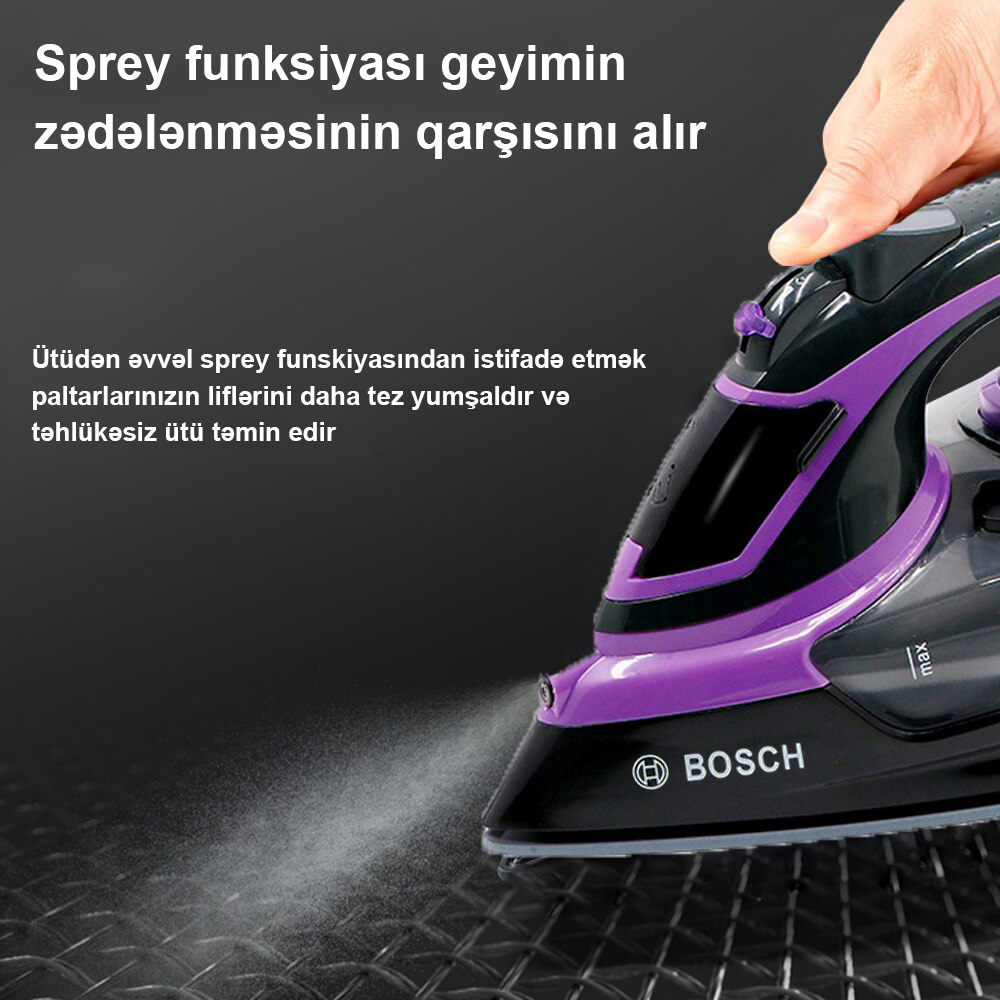 Sprey funksiyası geyimin
zədələnməsinin qarşısını alır
Ütüdən əvvəl sprey funskiyasından istifadə etmək
paltarlarınızın liflərini daha tez yumşaldır və
təhlükəsiz ütü təmin edir
max
BOSCH